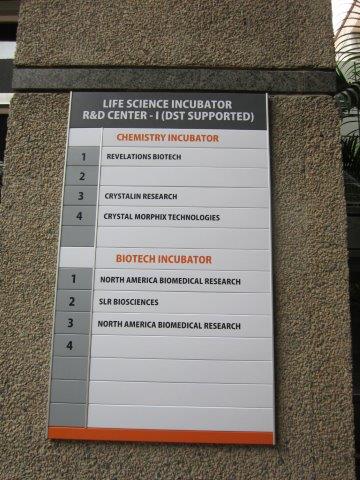 LIFE SCIENCE INCUBATOR
R&D CENTER - I (DST SUPPORTED)
CHEMISTRY INCUBATOR
1 REVELATIONS BIOTECH
2
3 CRYSTALIN RESEARCH
4 CRYSTAL MORPHIX TECHNOLOGIES
BIOTECH INCUBATOR
1 NORTH AMERICA BIOMEDICAL RESEARCH
2 SLR BIOSCIENCES
3 NORTH AMERICA BIOMEDICAL RESEARCH
4